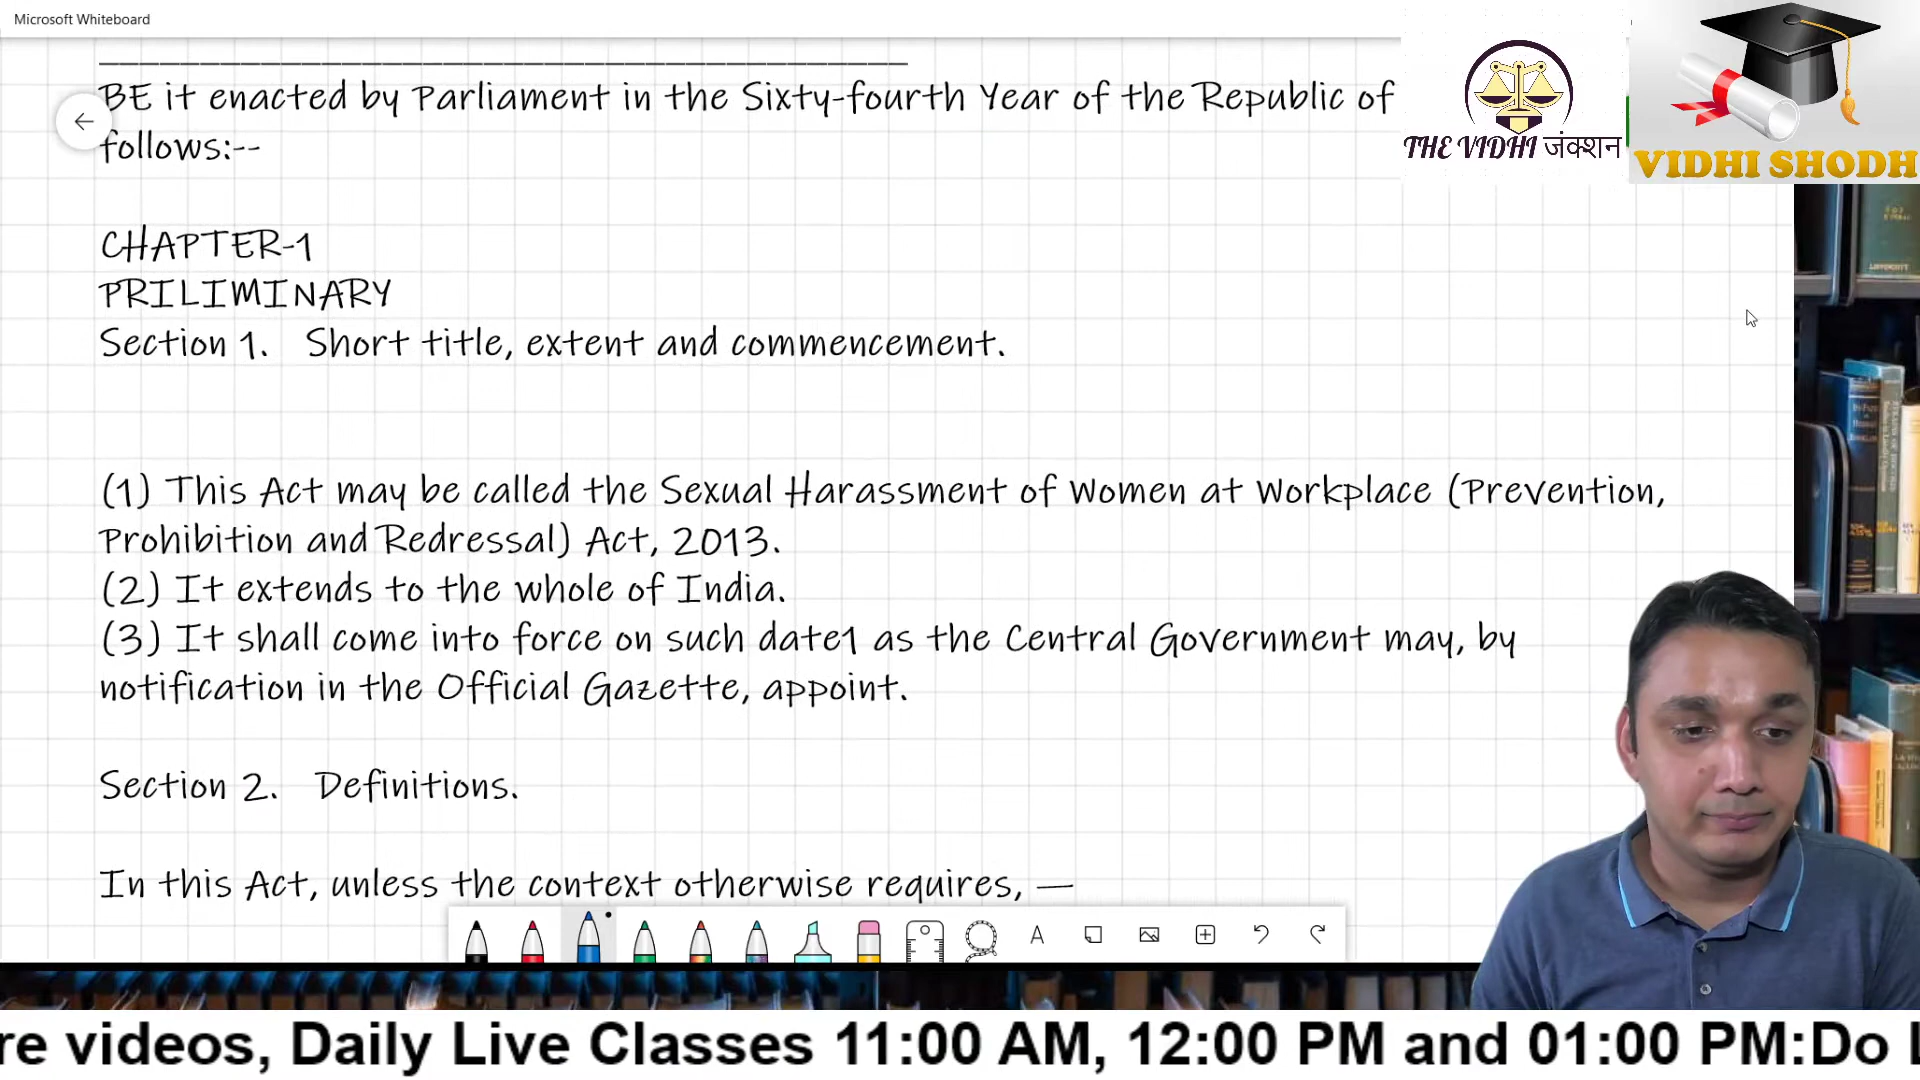 Microsoft Whiteboard
BE it enacted by Parliament in the Sixty-fourth Year of the Republic of
follows:--
THE VIDHI जंक्शन
VIDHI SHODH
CHAPTER-1
PRILIMINARY
Section 1. Short title, extent and commencement.
(1) This Act may be called the Sexual Harassment of Women at Workplace (Prevention,
Prohibition and Redressal) Act, 2013.
(2) It extends to the whole of India.
(3) It shall come into force on such date1 as the Central Government may, by
notification in the Official Gazette, appoint.
Section 2. Definitions.
In this Act, unless the context otherwise requires, —
re videos, Daily Live Classes 11:00 AM, 12:00 PM and 01:00 PM:Do L